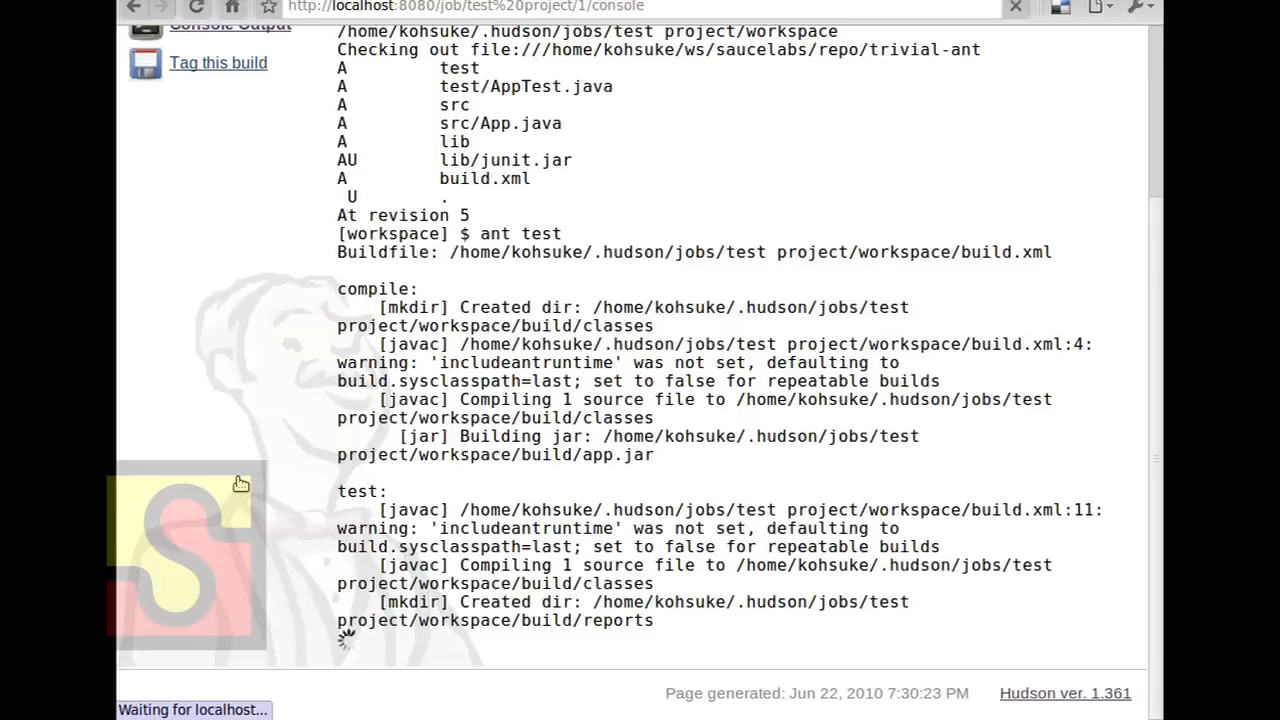 http://localhost:8080/job/test%20project/1/console
Console Output
Tag this build
/home/kohsuke/.hudson/jobs/test project/workspace
Checking out file:///home/kohsuke/ws/saucelabs/repo/trivial-ant
A test
A test/AppTest.java
A src
A src/App.java
A lib
AU lib/junit.jar
A build.xml
U .
At revision 5
[workspace] $ ant test
Buildfile: /home/kohsuke/.hudson/jobs/test project/workspace/build.xml
compile:
[mkdir] Created dir: /home/kohsuke/.hudson/jobs/test
project/workspace/build/classes
[javac] /home/kohsuke/.hudson/jobs/test project/workspace/build.xml:4:
warning: 'includeantruntime' was not set, defaulting to
build.sysclasspath=last; set to false for repeatable builds
[javac] Compiling 1 source file to /home/kohsuke/.hudson/jobs/test
project/workspace/build/classes
[jar] Building jar: /home/kohsuke/.hudson/jobs/test
project/workspace/build/app.jar
test:
[javac] /home/kohsuke/.hudson/jobs/test project/workspace/build.xml:11:
warning: 'includeantruntime' was not set, defaulting to
build.sysclasspath=last; set to false for repeatable builds
[javac] Compiling 1 source file to /home/kohsuke/.hudson/jobs/test
project/workspace/build/classes
[mkdir] Created dir: /home/kohsuke/.hudson/jobs/test
project/workspace/build/reports
S
Page generated: Jun 22, 2010 7:30:23 PM
Hudson ver. 1.361
Waiting for localhost...